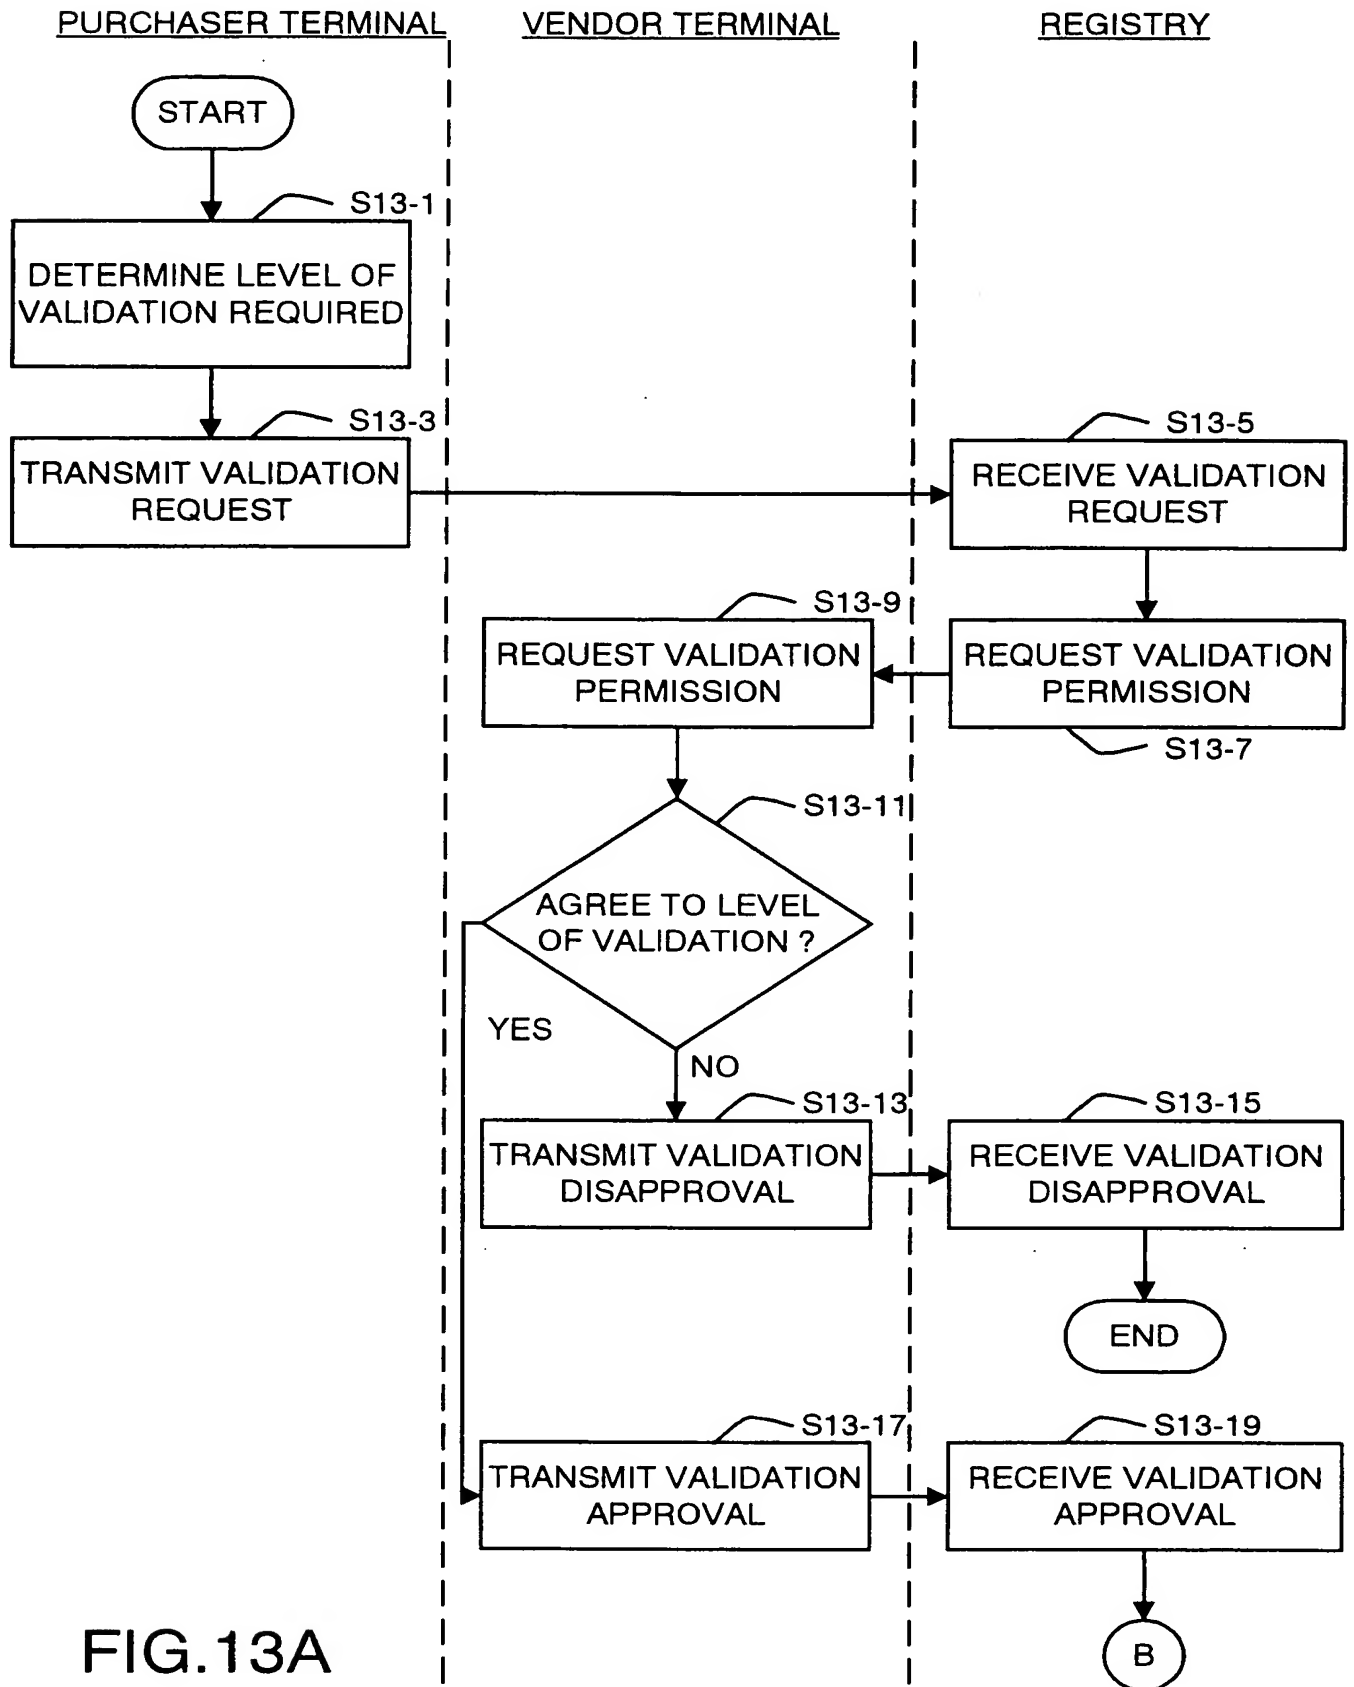 PURCHASER TERMINAL
VENDOR TERMINAL
REGISTRY
START
S13-1
DETERMINE LEVEL OF
VALIDATION REQUIRED
S13-3
TRANSMIT VALIDATION
REQUEST
S13-5
RECEIVE VALIDATION
REQUEST
S13-9
REQUEST VALIDATION
PERMISSION
REQUEST VALIDATION
PERMISSION
S13-7
S13-11
AGREE TO LEVEL
OF VALIDATION ?
YES
NO
S13-13
TRANSMIT VALIDATION
DISAPPROVAL
S13-15
RECEIVE VALIDATION
DISAPPROVAL
END
S13-17
TRANSMIT VALIDATION
APPROVAL
S13-19
RECEIVE VALIDATION
APPROVAL
B
FIG.13A